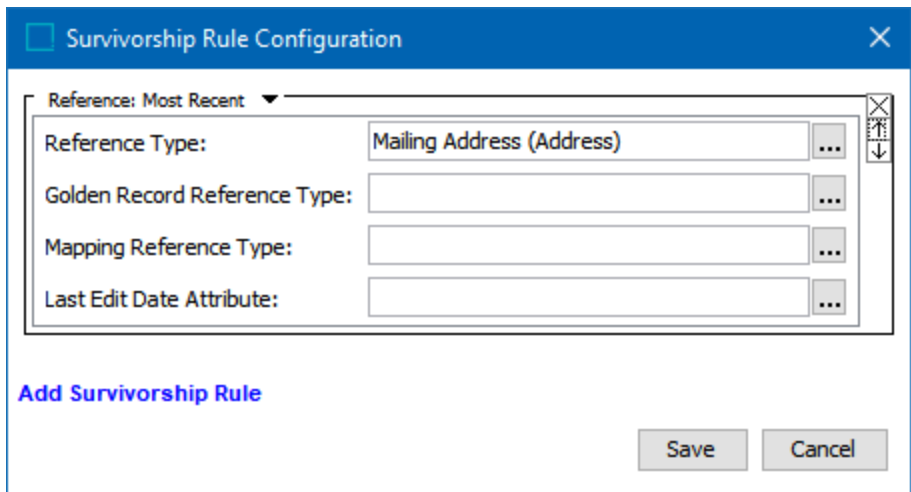 Survivorship Rule Configuration
Reference: Most Recent
Reference Type: Mailing Address (Address) ...
Golden Record Reference Type: ...
Mapping Reference Type: ...
Last Edit Date Attribute: ...
Add Survivorship Rule
Save Cancel